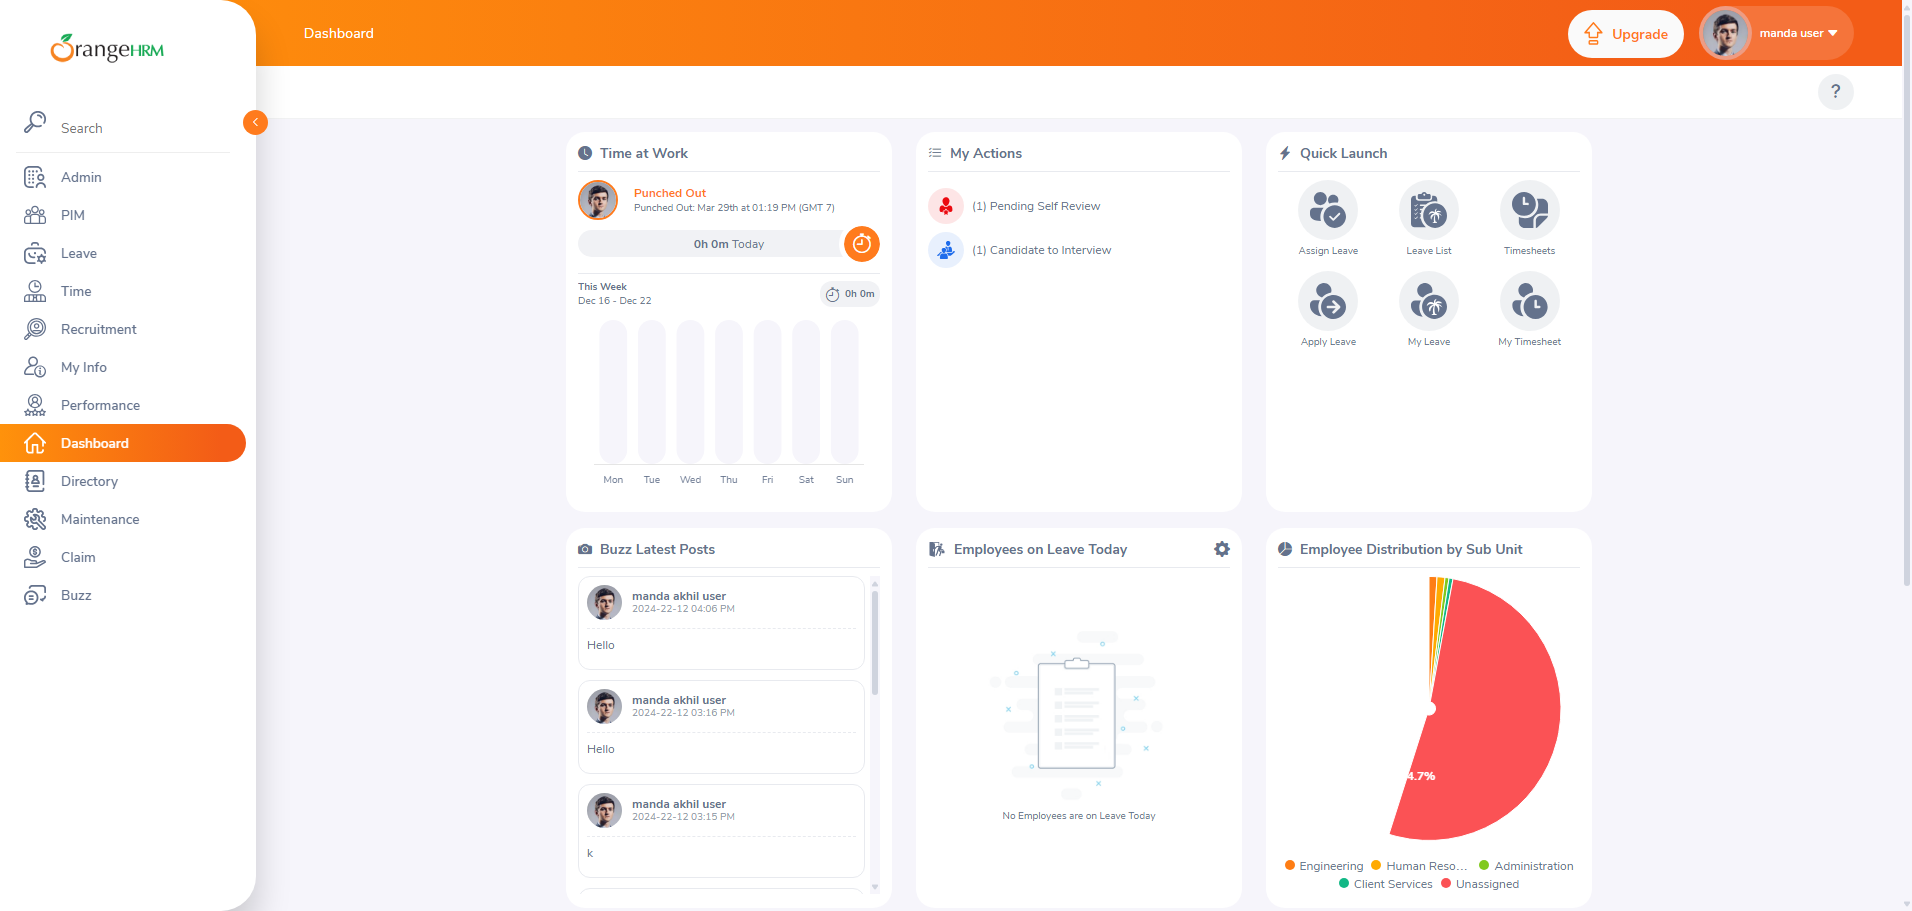 OrangeHRM
Dashboard
Upgrade
manda user
?
Search
Admin
PIM
Leave
Time
Recruitment
My Info
Performance
Dashboard
Directory
Maintenance
Claim
Buzz
Time at Work
Punched Out
Punched Out: Mar 29th at 01:19 PM (GMT 7)
0h 0m Today
This Week
Dec 16 - Dec 22
0h 0m
Mon Tue Wed Thu Fri Sat Sun
My Actions
(1) Pending Self Review
(1) Candidate to Interview
Quick Launch
Assign Leave
Leave List
Timesheets
Apply Leave
My Leave
My Timesheet
Buzz Latest Posts
manda akhil user
2024-22-12 04:06 PM
Hello
manda akhil user
2024-22-12 03:16 PM
Hello
manda akhil user
2024-22-12 03:15 PM
k
Employees on Leave Today
No Employees are on Leave Today
Employee Distribution by Sub Unit
4.7%
Engineering Human Reso... Administration
Client Services Unassigned